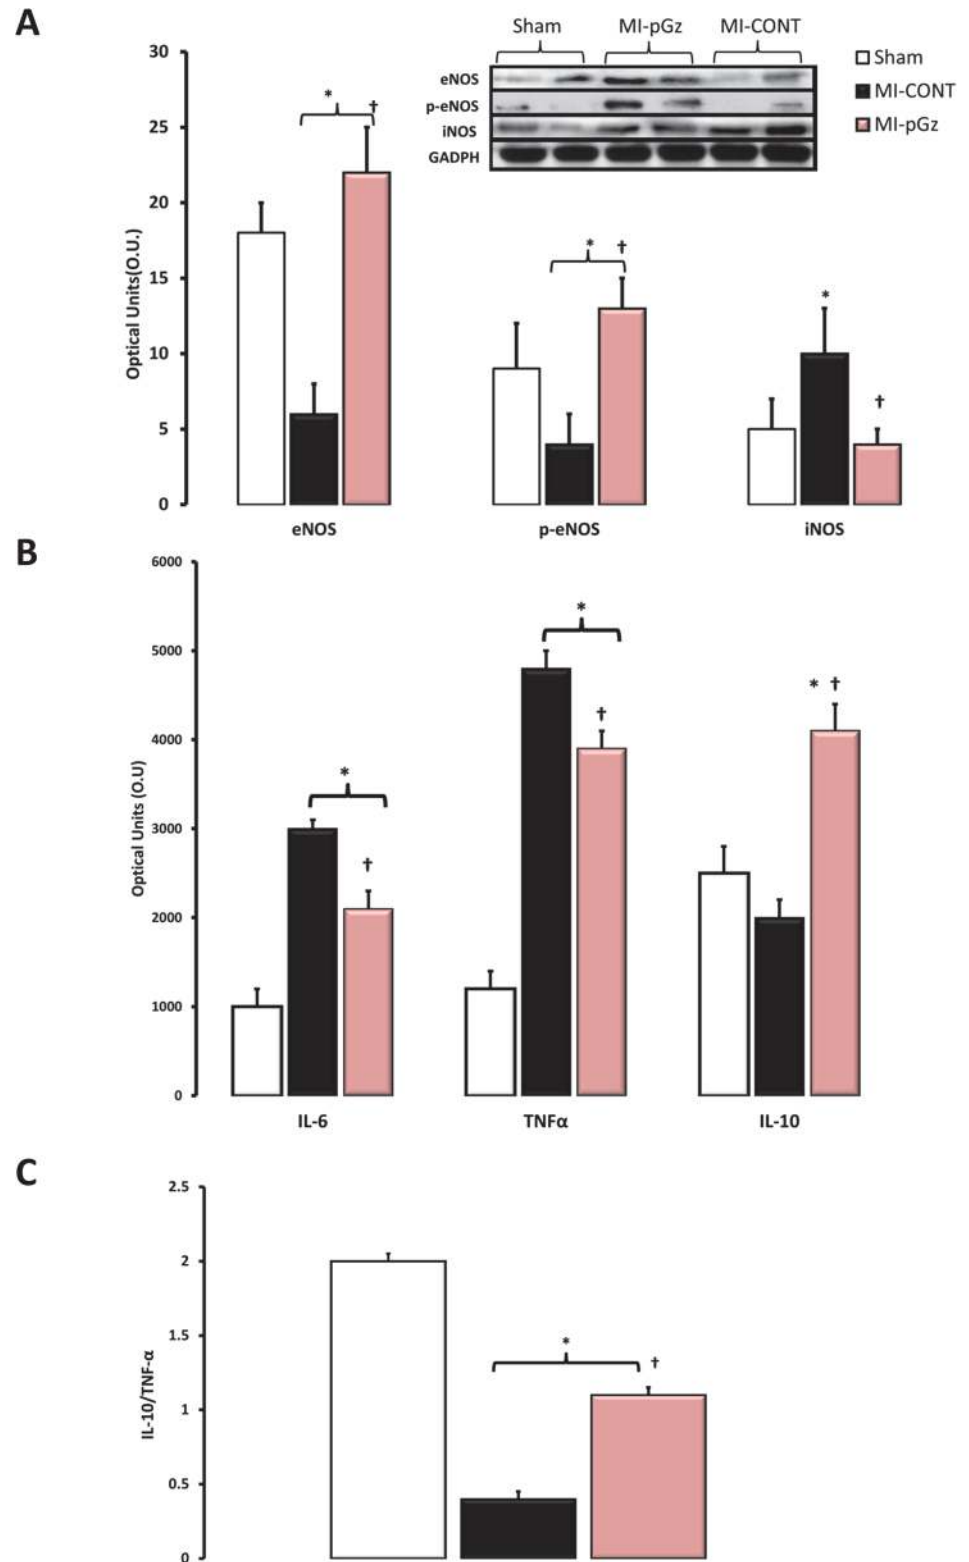 A
Sham MI-pGz MI-CONT
eNOS
p-eNOS
iNOS
GADPH
Sham
MI-CONT
MI-pGz
Optical Units(O.U.)
30
25
20
15
10
5
0
* †
* †
*
†
eNOS p-eNOS iNOS
B
Optical Units (O.U)
6000
5000
4000
3000
2000
1000
0
*
†
*
†
* †
IL-6 TNFα IL-10
C
IL-10/TNF-α
2.5
2
1.5
1
0.5
0
*
†